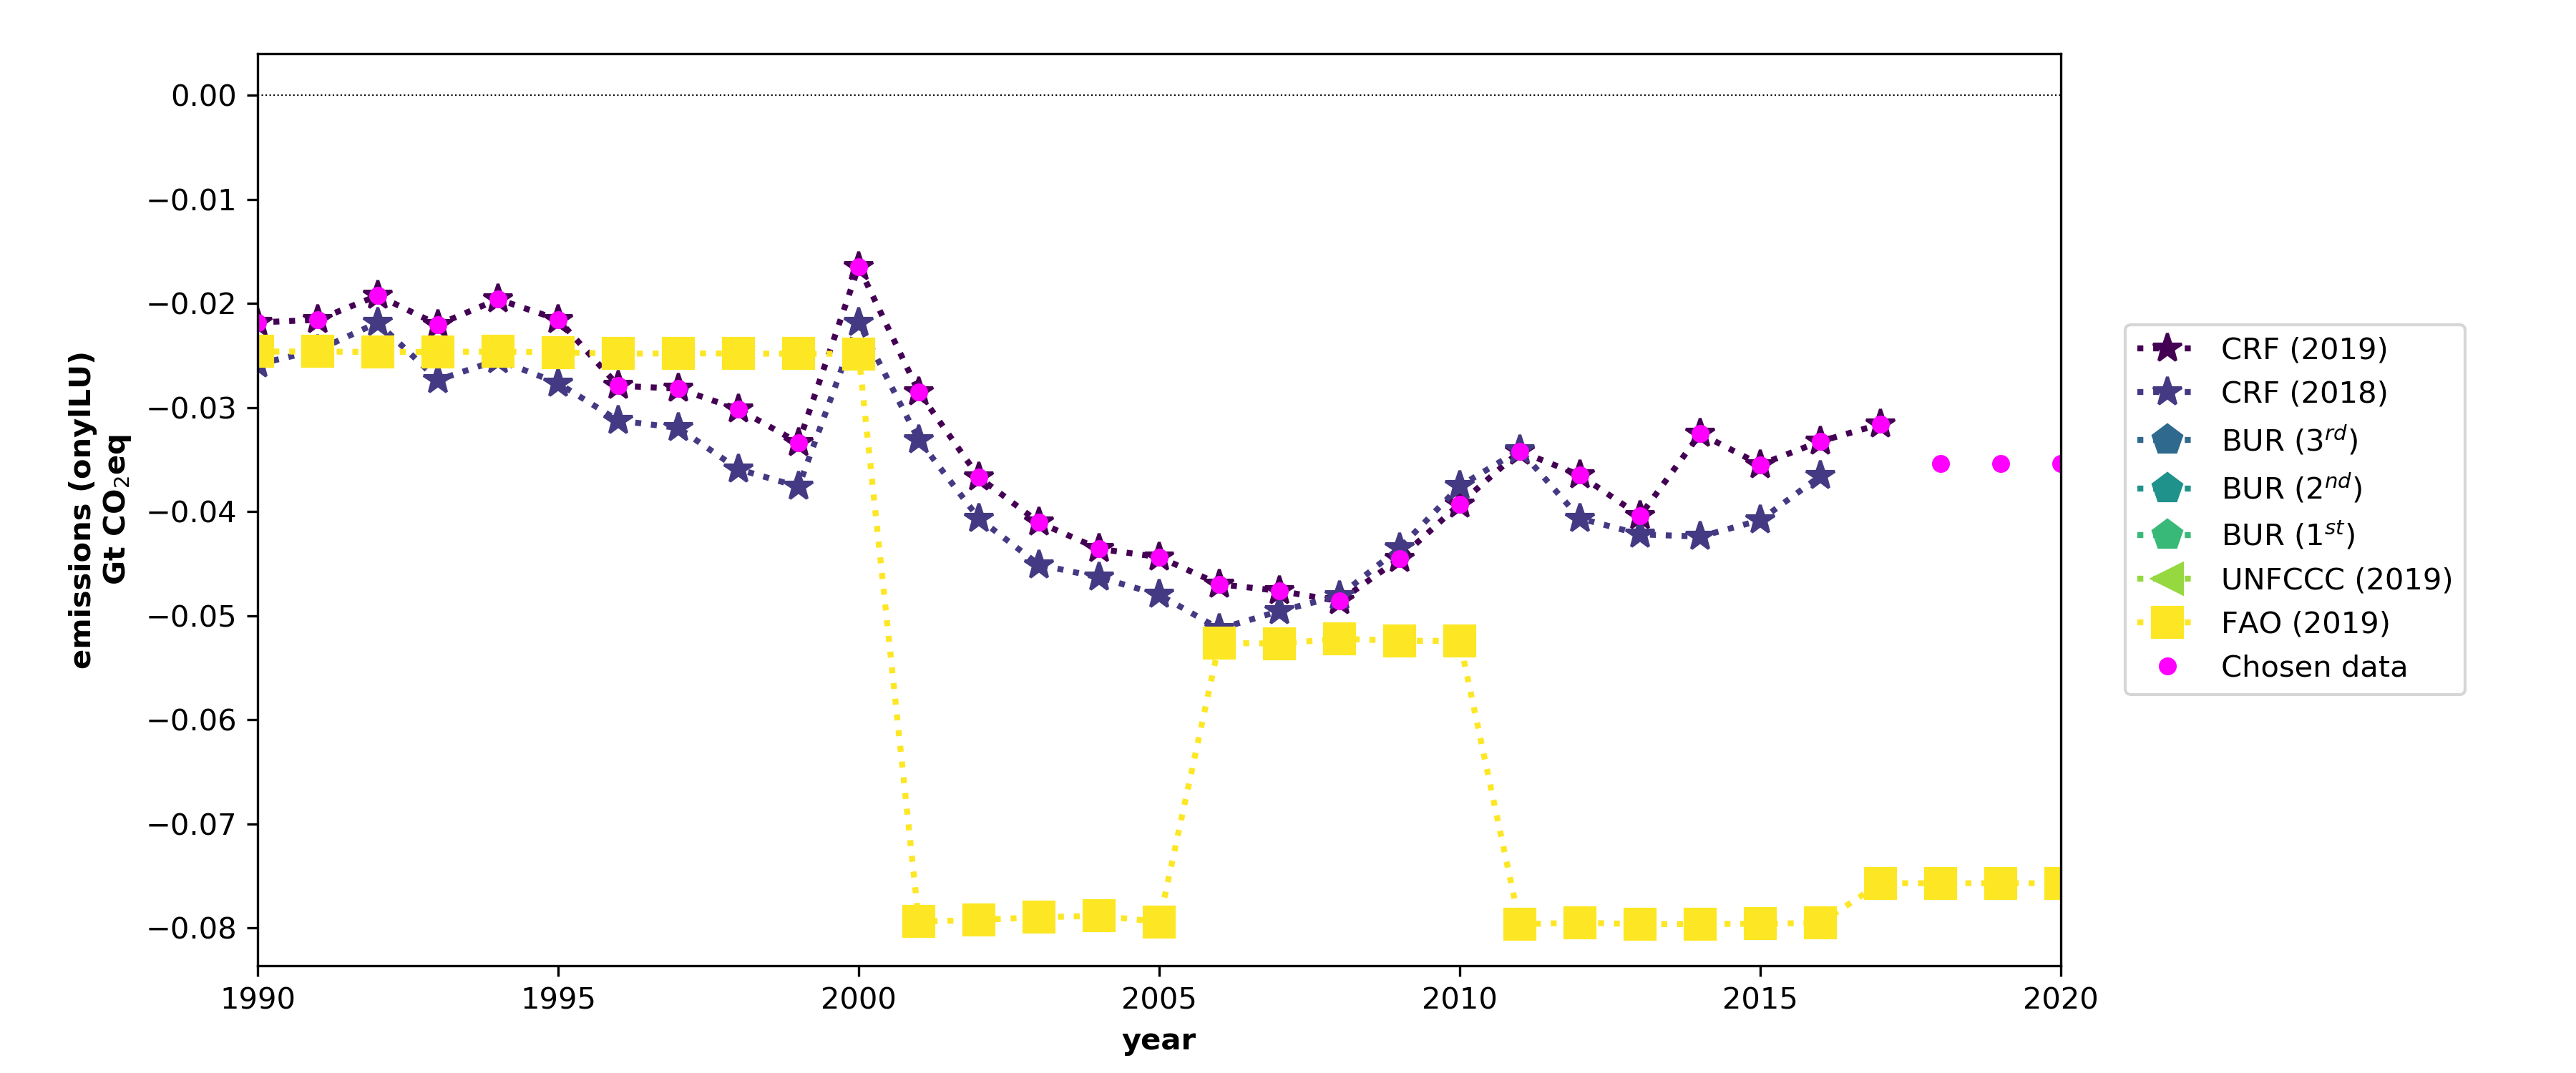 0.00
−0.01
−0.02
−0.03
−0.04
−0.05
−0.06
−0.07
−0.08
emissions (onylLU)
Gt CO₂eq
1990 1995 2000 2005 2010 2015 2020
year
CRF (2019)
CRF (2018)
BUR (3ʳᵈ)
BUR (2ⁿᵈ)
BUR (1ˢᵗ)
UNFCCC (2019)
FAO (2019)
Chosen data